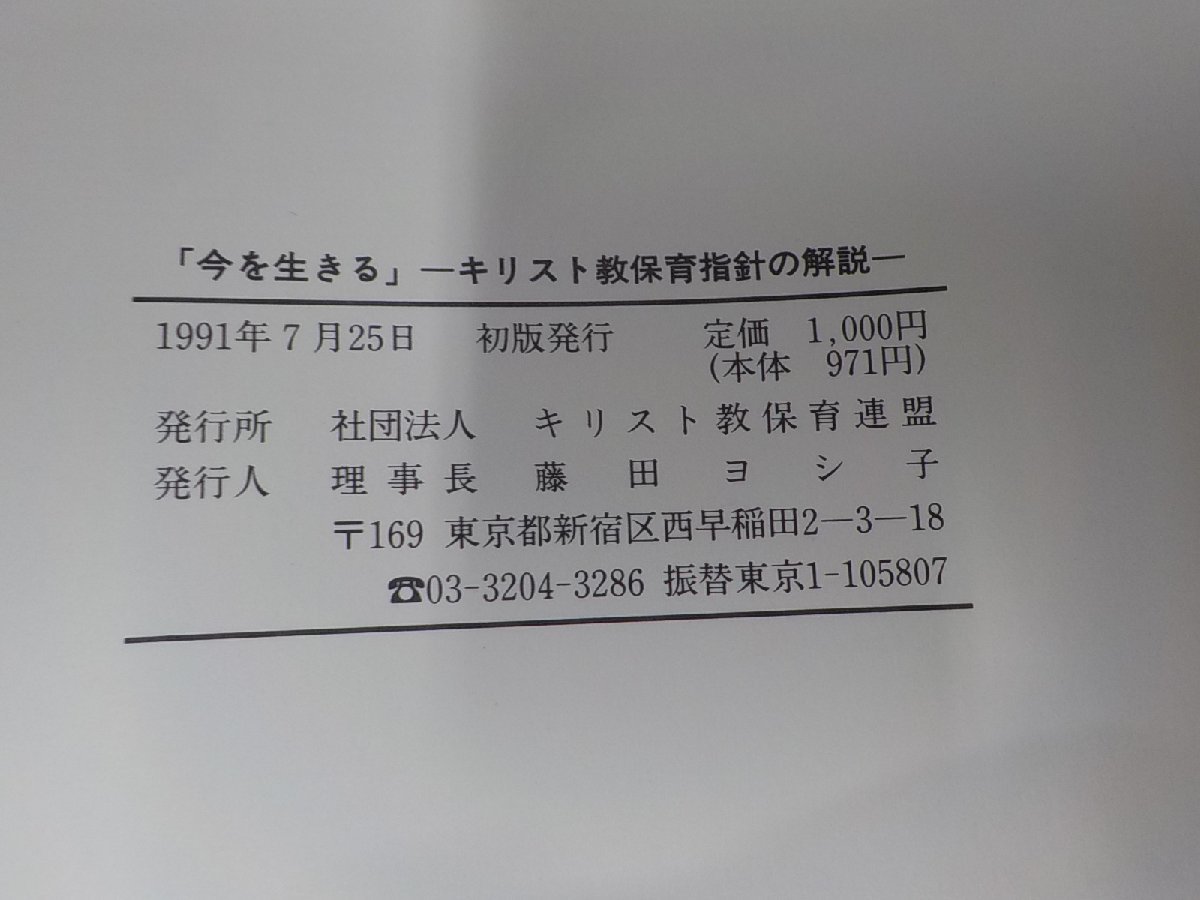 「今を生きる」―キリスト教保育指針の解説―
1991年7月25日 初版発行 定価 1,000円
(本体 971円)
発行所 社団法人 キリスト教保育連盟
発行人 理事長 藤田ヨシ子
〒169 東京都新宿区西早稲田2―3―18
☎03-3204-3286 振替東京1-105807